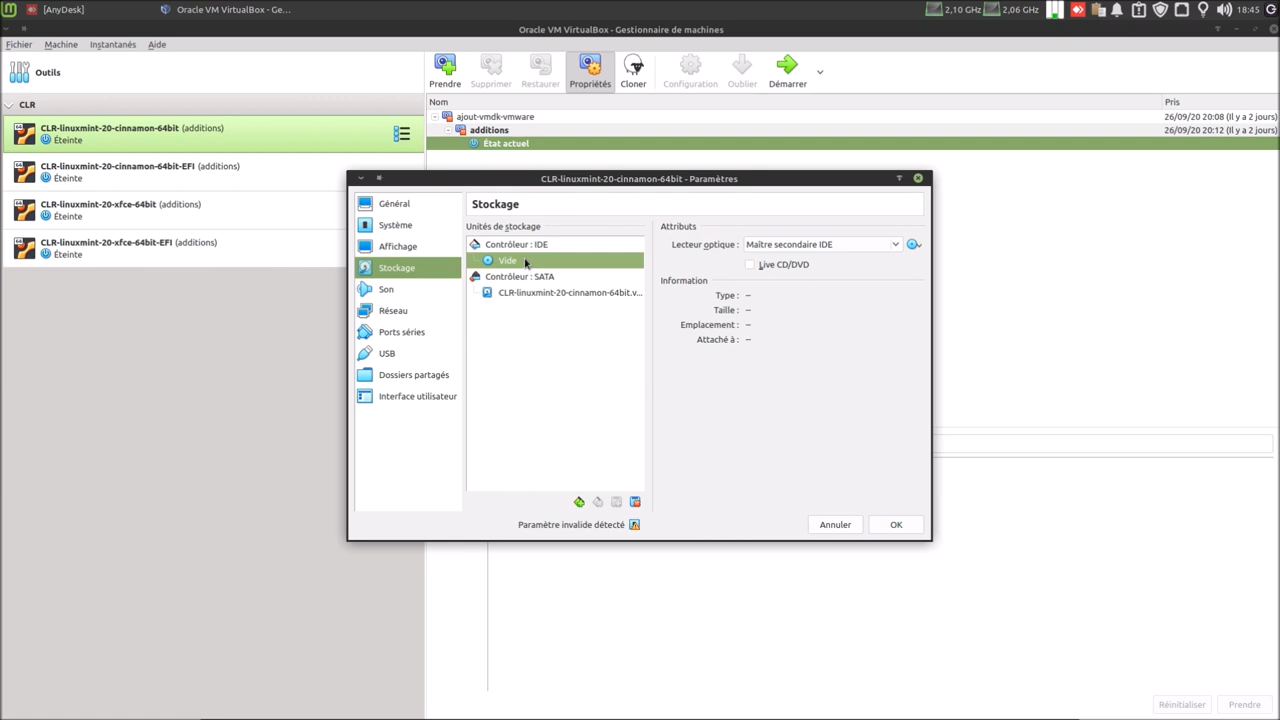 [AnyDesk]
Oracle VM VirtualBox - Ge...
2,10 GHz
2,06 GHz
18:45
Oracle VM VirtualBox - Gestionnaire de machines
Fichier Machine Instantanés Aide
Outils
Prendre Supprimer Restaurer Propriétés Cloner Configuration Oublier Démarrer
CLR
Nom Pris
CLR-linuxmint-20-cinnamon-64bit (additions)
Éteinte
CLR-linuxmint-20-cinnamon-64bit-EFI (additions)
Éteinte
CLR-linuxmint-20-xfce-64bit (additions)
Éteinte
CLR-linuxmint-20-xfce-64bit-EFI (additions)
Éteinte
ajout-vmdk-vmware 26/09/20 20:08 (Il y a 2 jours)
additions 26/09/20 20:12 (Il y a 2 jours)
État actuel
CLR-linuxmint-20-cinnamon-64bit - Paramètres
Général
Système
Affichage
Stockage
Son
Réseau
Ports séries
USB
Dossiers partagés
Interface utilisateur
Stockage
Unités de stockage
Contrôleur : IDE
Vide
Contrôleur : SATA
CLR-linuxmint-20-cinnamon-64bit.v...
Attributs
Lecteur optique : Maître secondaire IDE
Live CD/DVD
Information
Type : --
Taille : --
Emplacement : --
Attaché à : --
Paramètre invalide détecté
Annuler OK
Réinitialiser Prendre